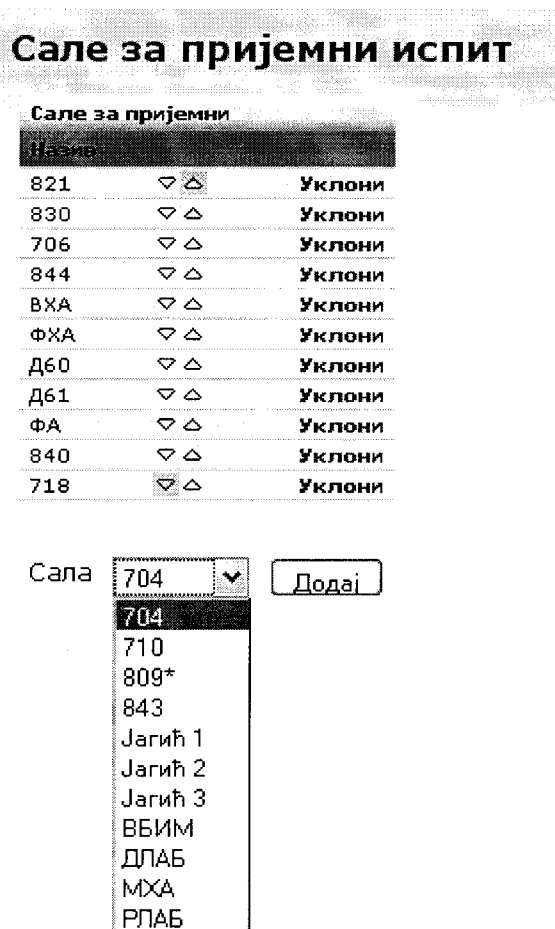 Сале за пријемни испит
Сале за пријемни
Назив
821 Уклони
830 Уклони
706 Уклони
844 Уклони
ВХА Уклони
ФХА Уклони
Д60 Уклони
Д61 Уклони
ФА Уклони
840 Уклони
718 Уклони
Сала 704 Додај
704
710
809*
843
Јагић 1
Јагић 2
Јагић 3
ВБИМ
ДЛАБ
МХА
РЛАБ